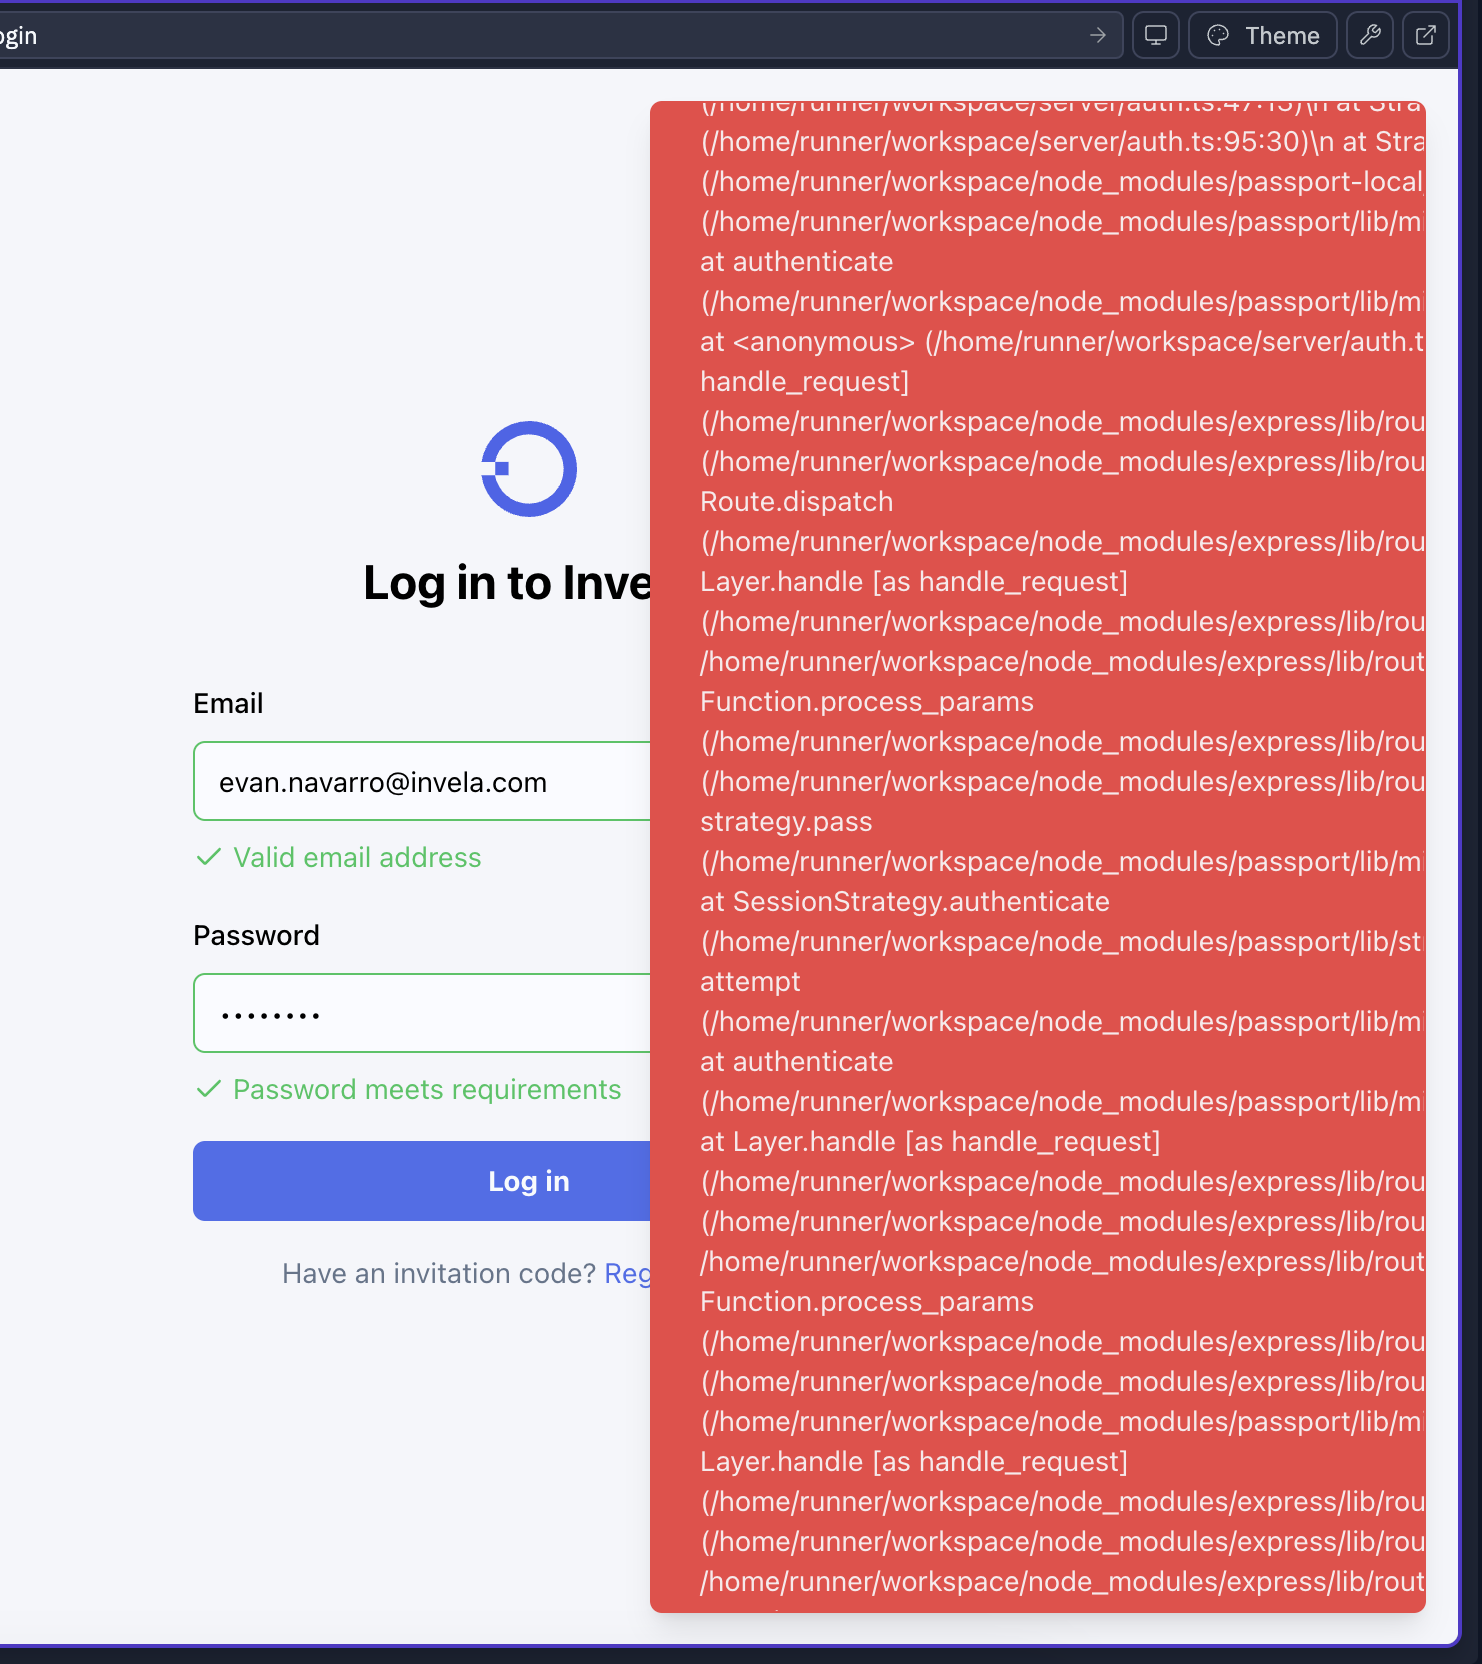 ogin
Theme
Log in to Inve
Email
evan.navarro@invela.com
Valid email address
Password
••••••••
Password meets requirements
Log in
Have an invitation code? Reg
(/home/runner/workspace/server/auth.ts:47:13)\n at Stra
(/home/runner/workspace/server/auth.ts:95:30)\n at Stra
(/home/runner/workspace/node_modules/passport-local
(/home/runner/workspace/node_modules/passport/lib/mi
at authenticate
(/home/runner/workspace/node_modules/passport/lib/mi
at <anonymous> (/home/runner/workspace/server/auth.t
handle_request]
(/home/runner/workspace/node_modules/express/lib/rou
(/home/runner/workspace/node_modules/express/lib/rou
Route.dispatch
(/home/runner/workspace/node_modules/express/lib/rou
Layer.handle [as handle_request]
(/home/runner/workspace/node_modules/express/lib/rou
/home/runner/workspace/node_modules/express/lib/rout
Function.process_params
(/home/runner/workspace/node_modules/express/lib/rou
(/home/runner/workspace/node_modules/express/lib/rou
strategy.pass
(/home/runner/workspace/node_modules/passport/lib/mi
at SessionStrategy.authenticate
(/home/runner/workspace/node_modules/passport/lib/str
attempt
(/home/runner/workspace/node_modules/passport/lib/mi
at authenticate
(/home/runner/workspace/node_modules/passport/lib/mi
at Layer.handle [as handle_request]
(/home/runner/workspace/node_modules/express/lib/rou
(/home/runner/workspace/node_modules/express/lib/rou
/home/runner/workspace/node_modules/express/lib/rout
Function.process_params
(/home/runner/workspace/node_modules/express/lib/rou
(/home/runner/workspace/node_modules/express/lib/rou
(/home/runner/workspace/node_modules/passport/lib/mi
Layer.handle [as handle_request]
(/home/runner/workspace/node_modules/express/lib/rou
(/home/runner/workspace/node_modules/express/lib/rou
/home/runner/workspace/node_modules/express/lib/rout